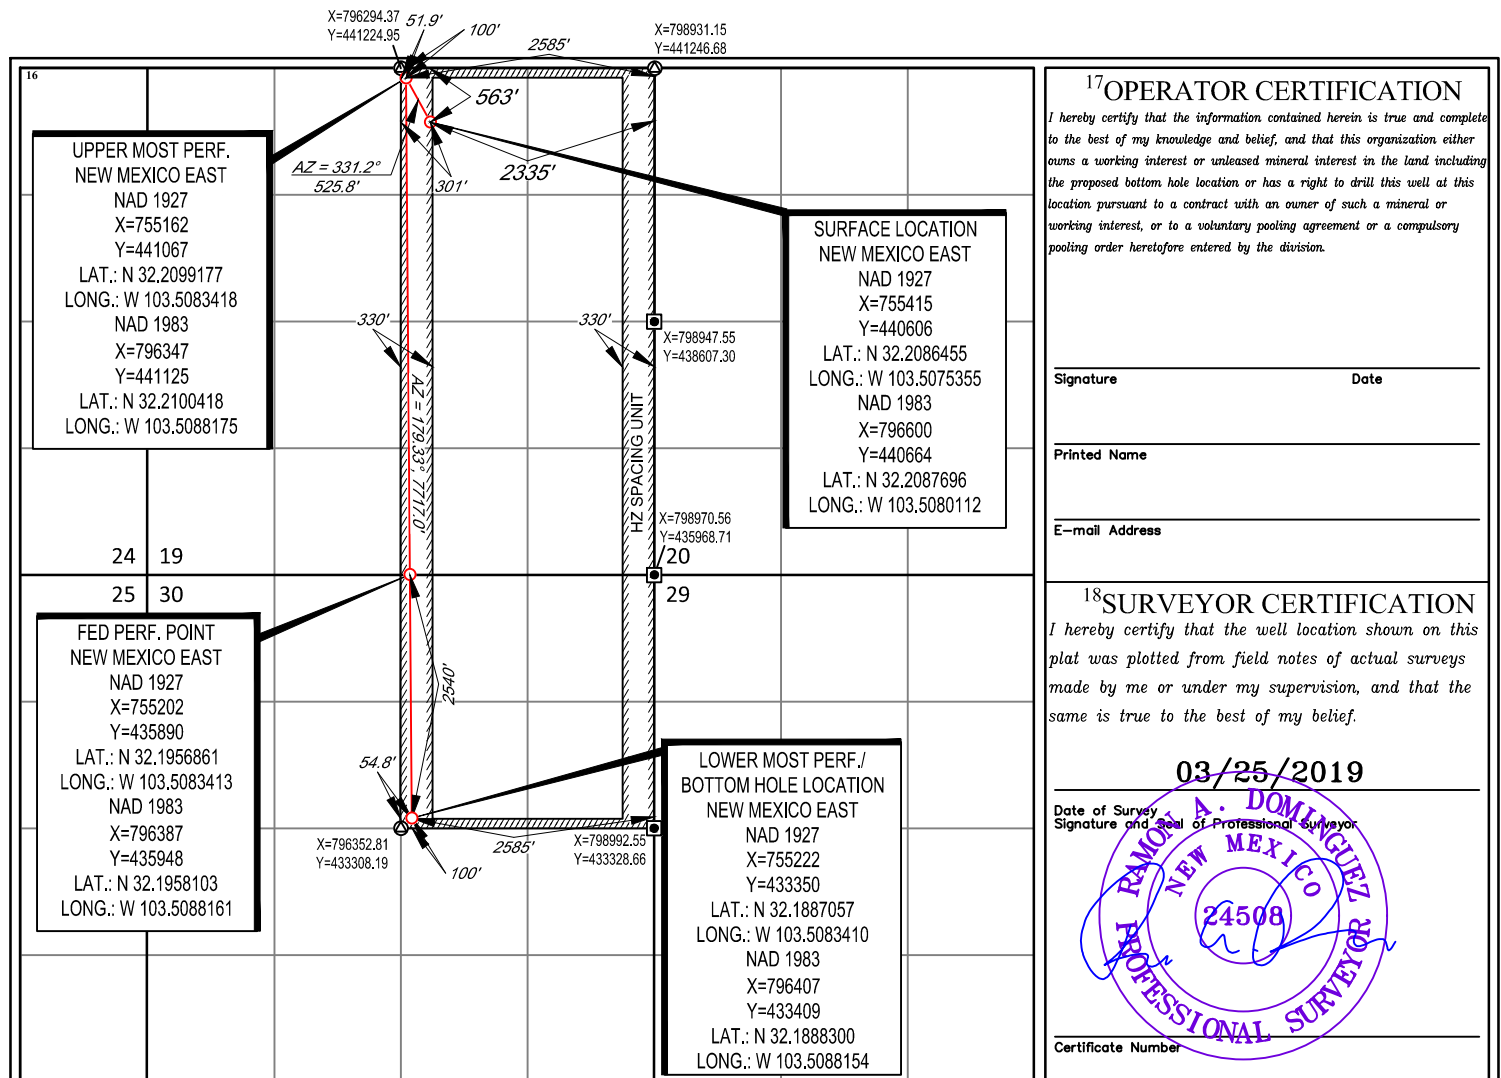 X=796294.37
Y=441224.95
51.9'
100'
2585'
X=798931.15
Y=441246.68
16
563'
2335'
301'
AZ = 331.2°
525.8'
UPPER MOST PERF.
NEW MEXICO EAST
NAD 1927
X=755162
Y=441067
LAT.: N 32.2099177
LONG.: W 103.5083418
NAD 1983
X=796347
Y=441125
LAT.: N 32.2100418
LONG.: W 103.5088175
SURFACE LOCATION
NEW MEXICO EAST
NAD 1927
X=755415
Y=440606
LAT.: N 32.2086455
LONG.: W 103.5075355
NAD 1983
X=796600
Y=440664
LAT.: N 32.2087696
LONG.: W 103.5080112
330'
330'
X=798947.55
Y=438607.30
AZ = 179.33°, 7717.0'
HZ SPACING UNIT
X=798970.56
Y=435968.71
24 19
20
25 30
29
FED PERF. POINT
NEW MEXICO EAST
NAD 1927
X=755202
Y=435890
LAT.: N 32.1956861
LONG.: W 103.5083413
NAD 1983
X=796387
Y=435948
LAT.: N 32.1958103
LONG.: W 103.5088161
2540'
54.8'
X=796352.81
Y=433308.19
100'
2585'
X=798992.55
Y=433328.66
LOWER MOST PERF./
BOTTOM HOLE LOCATION
NEW MEXICO EAST
NAD 1927
X=755222
Y=433350
LAT.: N 32.1887057
LONG.: W 103.5083410
NAD 1983
X=796407
Y=433409
LAT.: N 32.1888300
LONG.: W 103.5088154
17OPERATOR CERTIFICATION
I hereby certify that the information contained herein is true and complete
to the best of my knowledge and belief, and that this organization either
owns a working interest or unleased mineral interest in the land including
the proposed bottom hole location or has a right to drill this well at this
location pursuant to a contract with an owner of such a mineral or
working interest, or to a voluntary pooling agreement or a compulsory
pooling order heretofore entered by the division.
Signature Date
Printed Name
E-mail Address
18SURVEYOR CERTIFICATION
I hereby certify that the well location shown on this
plat was plotted from field notes of actual surveys
made by me or under my supervision, and that the
same is true to the best of my belief.
03/25/2019
Date of Survey
Signature and Seal of Professional Surveyor
RAMON A. DOMINGUEZ
NEW MEXICO
24508
PROFESSIONAL SURVEYOR
Certificate Number